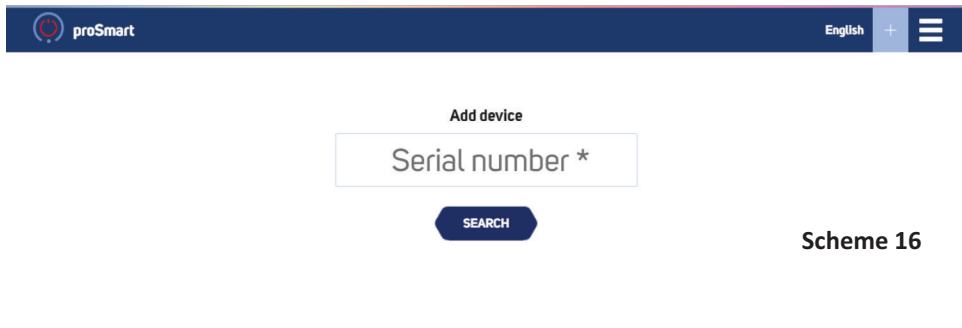 proSmart English +
Add device
Serial number *
SEARCH
Scheme 16